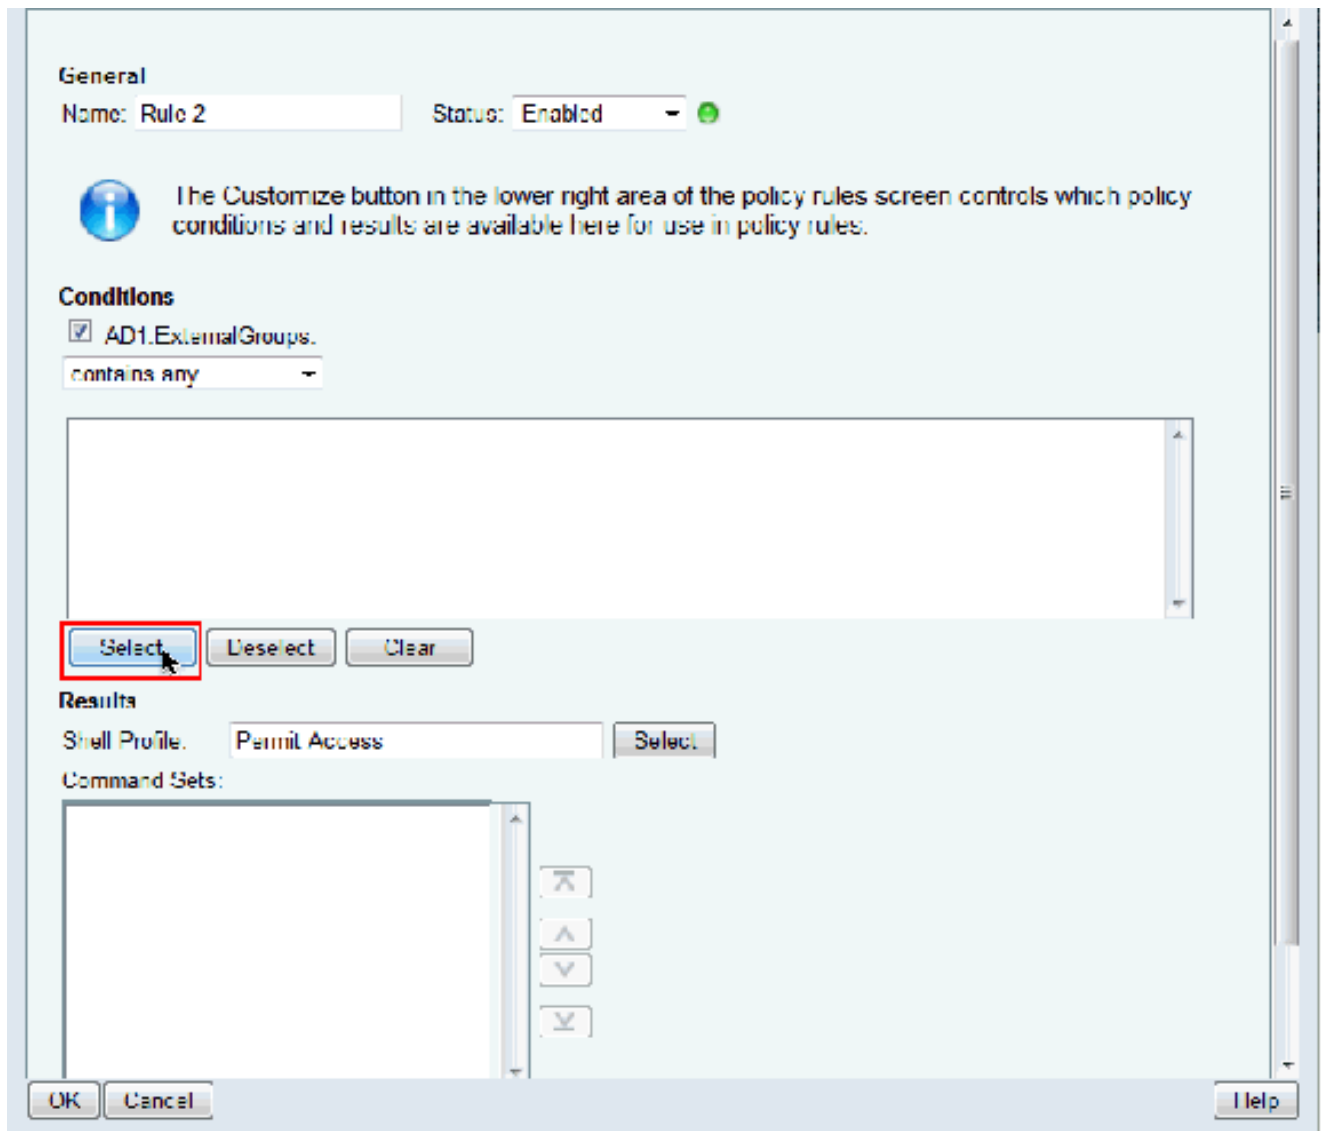 General
Name: Rule 2 Status: Enabled
The Customize button in the lower right area of the policy rules screen controls which policy
conditions and results are available here for use in policy rules.
Conditions
AD1:ExternalGroups:
contains any
Select Deselect Clear
Results
Shell Profile: Permit Access Select
Command Sets:
OK Cancel Help